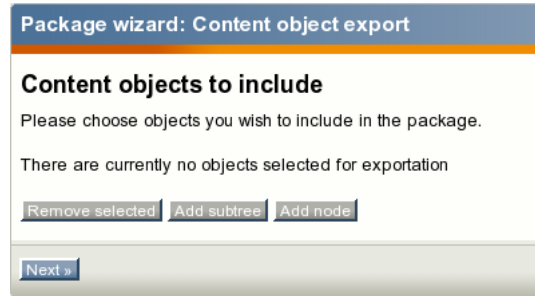 Package wizard: Content object export
Content objects to include
Please choose objects you wish to include in the package.
There are currently no objects selected for exportation
Remove selected Add subtree Add node
Next »